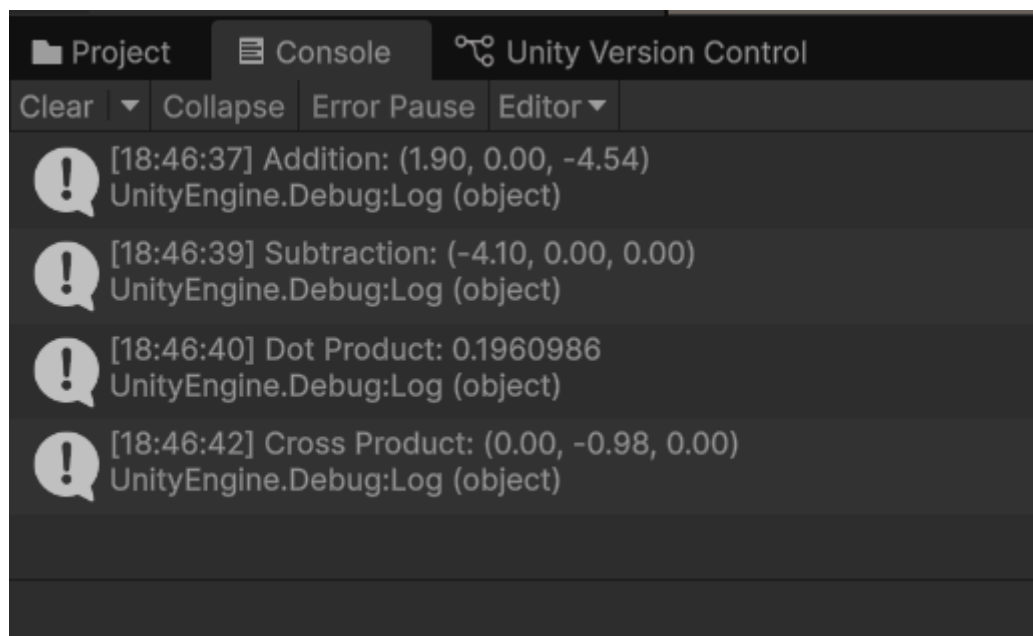 Project Console Unity Version Control
Clear Collapse Error Pause Editor
[18:46:37] Addition: (1.90, 0.00, -4.54)
UnityEngine.Debug:Log (object)
[18:46:39] Subtraction: (-4.10, 0.00, 0.00)
UnityEngine.Debug:Log (object)
[18:46:40] Dot Product: 0.1960986
UnityEngine.Debug:Log (object)
[18:46:42] Cross Product: (0.00, -0.98, 0.00)
UnityEngine.Debug:Log (object)